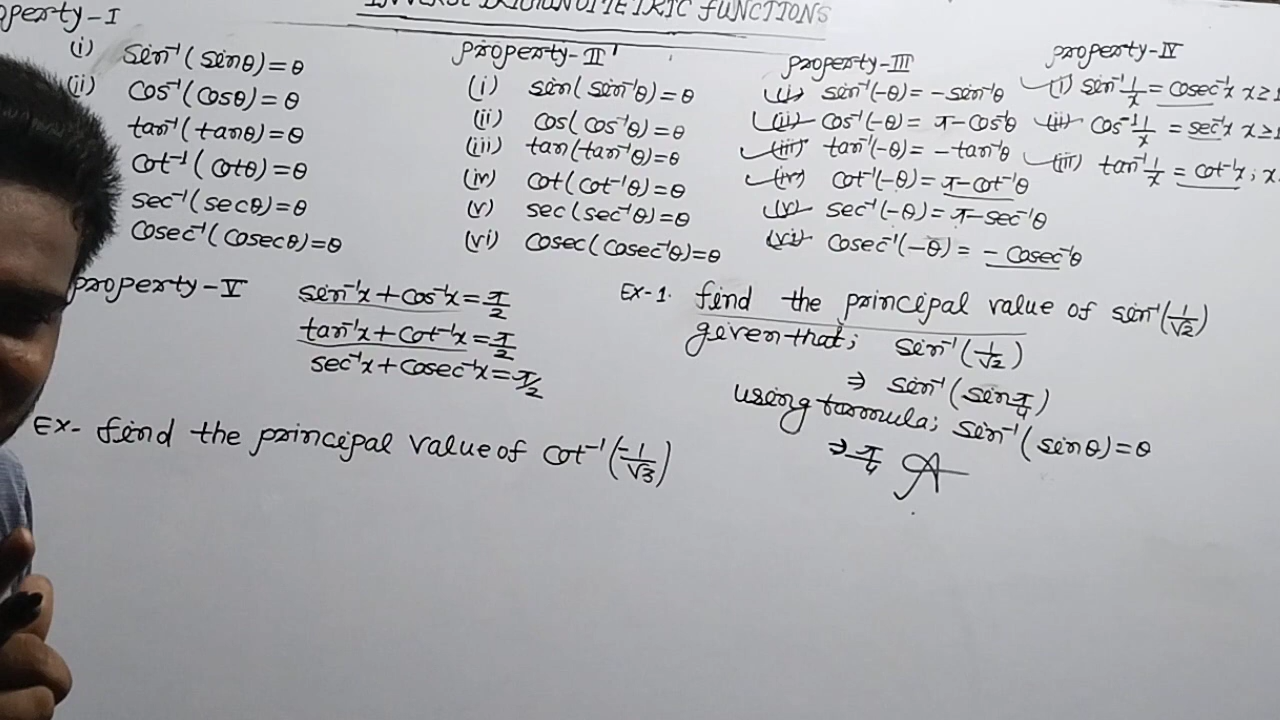 INVERSE TRIGONOMETRIC FUNCTIONS
operty-I
(i) sin⁻¹(sinθ)=θ
(ii) cos⁻¹(cosθ)=θ
tan⁻¹(tanθ)=θ
cot⁻¹(cotθ)=θ
sec⁻¹(secθ)=θ
cosec⁻¹(cosecθ)=θ
property-II
(i) sin(sin⁻¹θ)=θ
(ii) cos(cos⁻¹θ)=θ
(iii) tan(tan⁻¹θ)=θ
(iv) cot(cot⁻¹θ)=θ
(v) sec(sec⁻¹θ)=θ
(vi) cosec(cosec⁻¹θ)=θ
property-III
(i) sin⁻¹(-θ)= -sin⁻¹θ
(ii) cos⁻¹(-θ)= π-cos⁻¹θ
(iii) tan⁻¹(-θ)= -tan⁻¹θ
(iv) cot⁻¹(-θ)= π-cot⁻¹θ
(v) sec⁻¹(-θ)= π-sec⁻¹θ
(vi) cosec⁻¹(-θ)= -cosec⁻¹θ
property-IV
(i) sin⁻¹ 1/x = cosec⁻¹x x≥1
(ii) cos⁻¹ 1/x = sec⁻¹x x≥1
(iii) tan⁻¹ 1/x = cot⁻¹x; x
property-V
sin⁻¹x+cos⁻¹x=π/2
tan⁻¹x+cot⁻¹x=π/2
sec⁻¹x+cosec⁻¹x=π/2
Ex-1. find the principal value of sin⁻¹(1/√2)
given that; sin⁻¹(1/√2)
⇒ sin⁻¹(sin π/4)
using formula; sin⁻¹(sinθ)=θ
⇒ π/4
Ex- find the principal value of cot⁻¹(-1/√3)